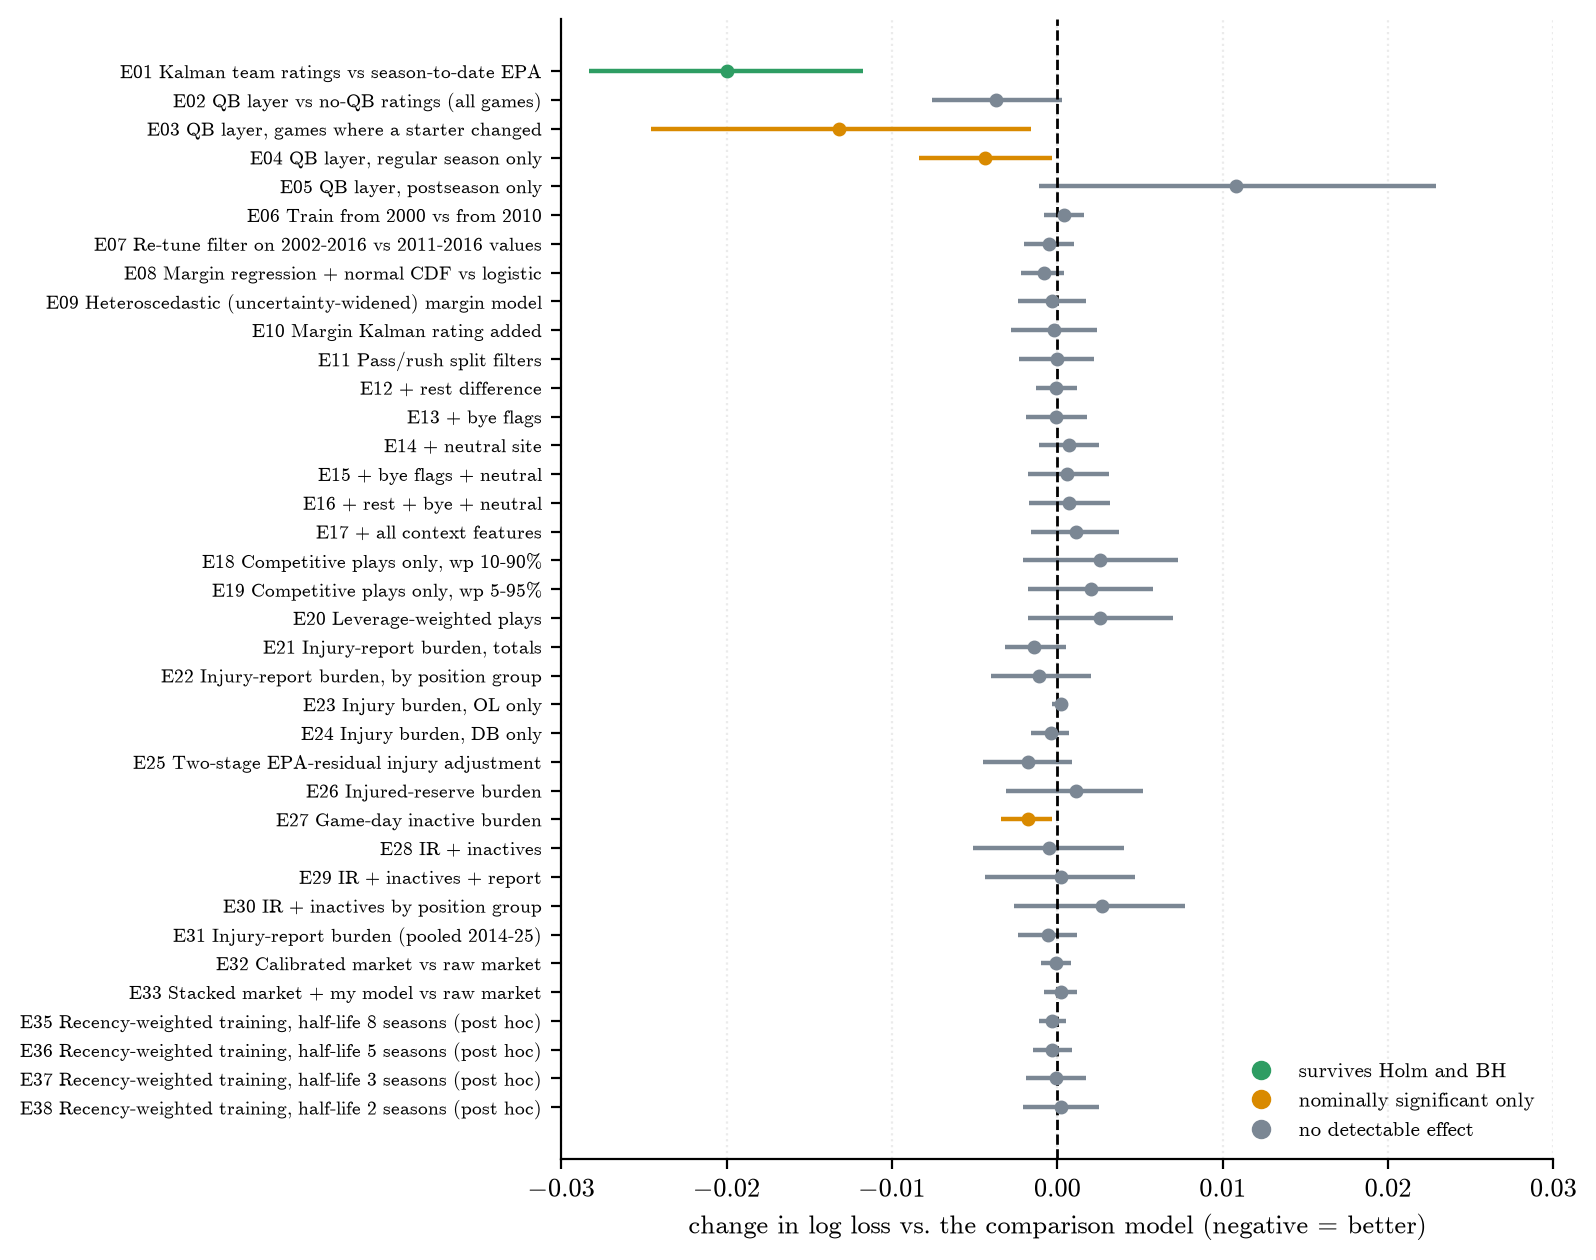 E01 Kalman team ratings vs season-to-date EPA
E02 QB layer vs no-QB ratings (all games)
E03 QB layer, games where a starter changed
E04 QB layer, regular season only
E05 QB layer, postseason only
E06 Train from 2000 vs from 2010
E07 Re-tune filter on 2002-2016 vs 2011-2016 values
E08 Margin regression + normal CDF vs logistic
E09 Heteroscedastic (uncertainty-widened) margin model
E10 Margin Kalman rating added
E11 Pass/rush split filters
E12 + rest difference
E13 + bye flags
E14 + neutral site
E15 + bye flags + neutral
E16 + rest + bye + neutral
E17 + all context features
E18 Competitive plays only, wp 10-90%
E19 Competitive plays only, wp 5-95%
E20 Leverage-weighted plays
E21 Injury-report burden, totals
E22 Injury-report burden, by position group
E23 Injury burden, OL only
E24 Injury burden, DB only
E25 Two-stage EPA-residual injury adjustment
E26 Injured-reserve burden
E27 Game-day inactive burden
E28 IR + inactives
E29 IR + inactives + report
E30 IR + inactives by position group
E31 Injury-report burden (pooled 2014-25)
E32 Calibrated market vs raw market
E33 Stacked market + my model vs raw market
E35 Recency-weighted training, half-life 8 seasons (post hoc)
E36 Recency-weighted training, half-life 5 seasons (post hoc)
E37 Recency-weighted training, half-life 3 seasons (post hoc)
E38 Recency-weighted training, half-life 2 seasons (post hoc)
survives Holm and BH
nominally significant only
no detectable effect
−0.03 −0.02 −0.01 0.00 0.01 0.02 0.03
change in log loss vs. the comparison model (negative = better)